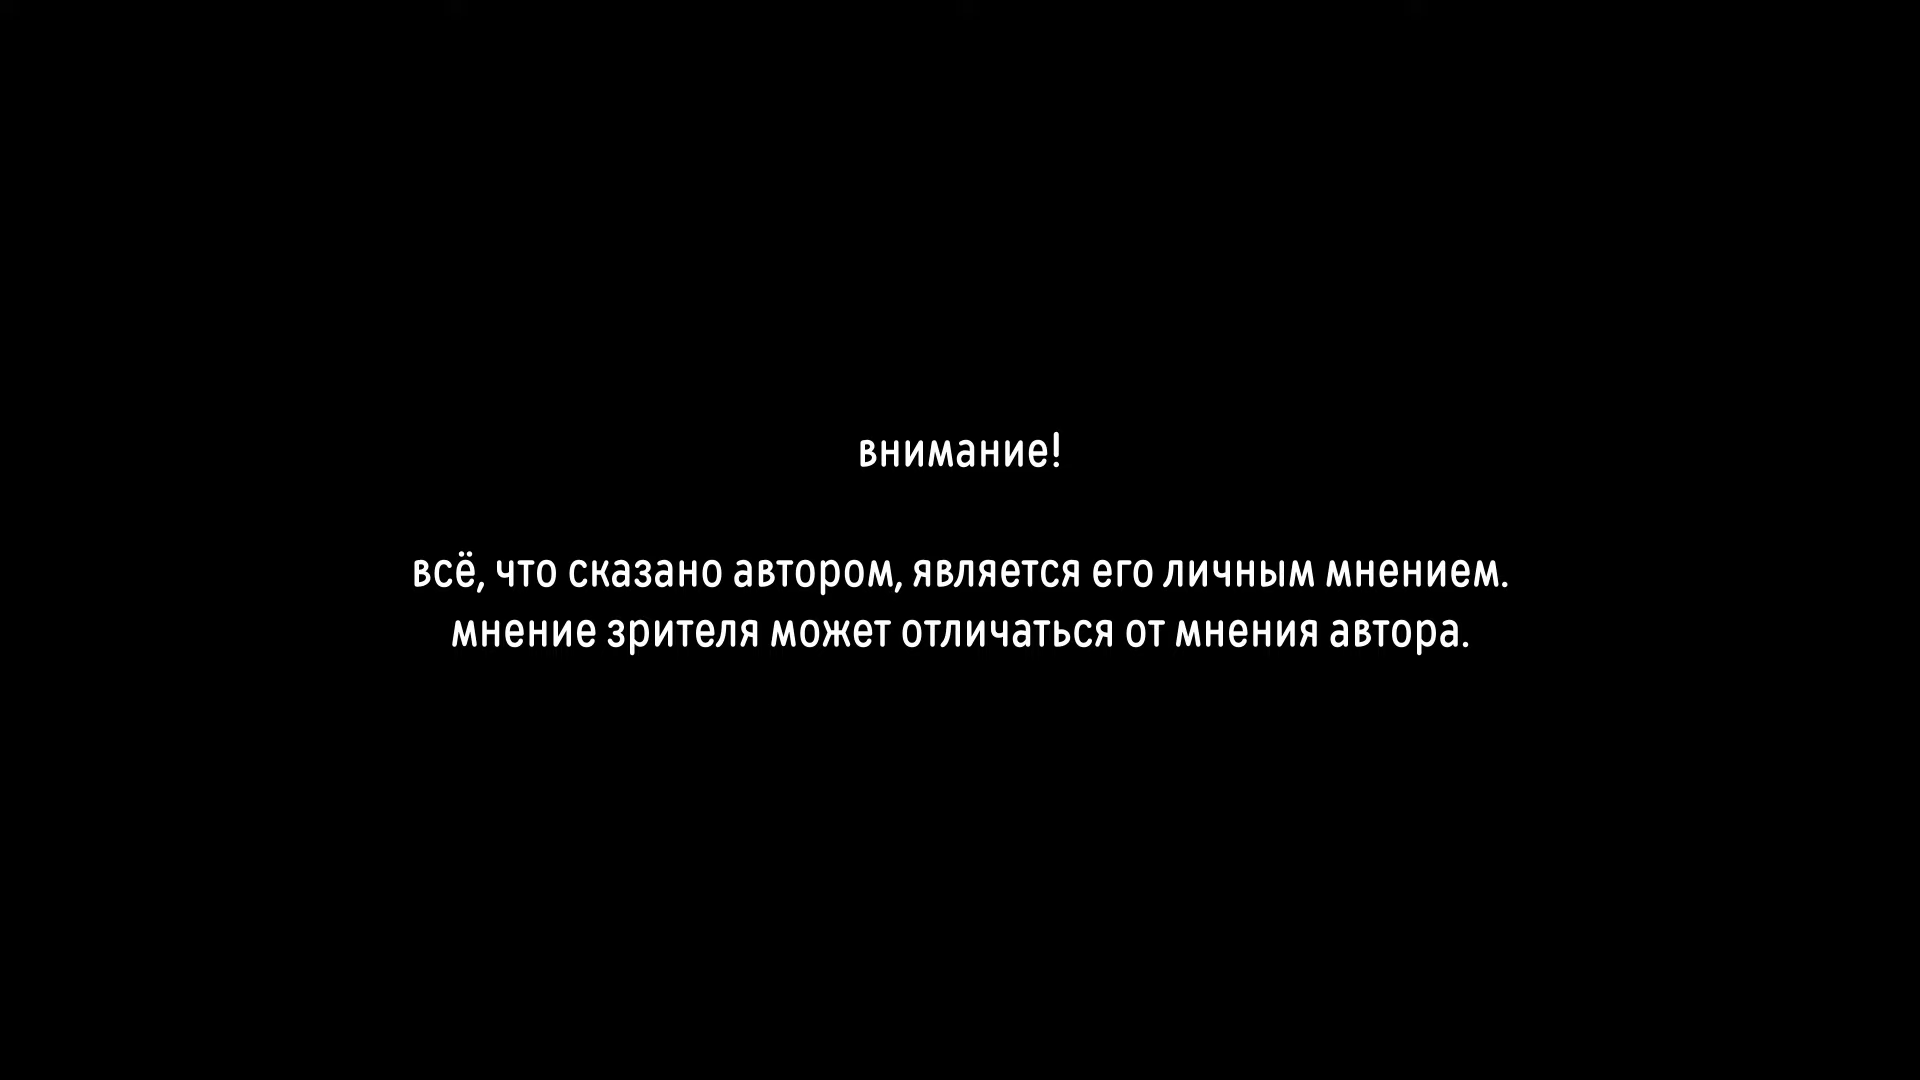 внимание!
всё, что сказано автором, является его личным мнением.
мнение зрителя может отличаться от мнения автора.